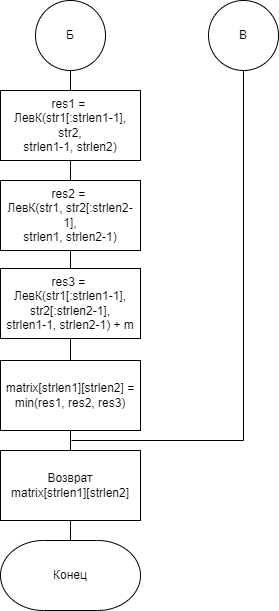 Б
В
res1 =
ЛевК(str1[:strlen1-1],
str2,
strlen1-1, strlen2)
res2 =
ЛевК(str1, str2[:strlen2-
1],
strlen1, strlen2-1)
res3 =
ЛевК(str1[:strlen1-1],
str2[:strlen2-1],
strlen1-1, strlen2-1) + m
matrix[strlen1][strlen2] =
min(res1, res2, res3)
Возврат
matrix[strlen1][strlen2]
Конец